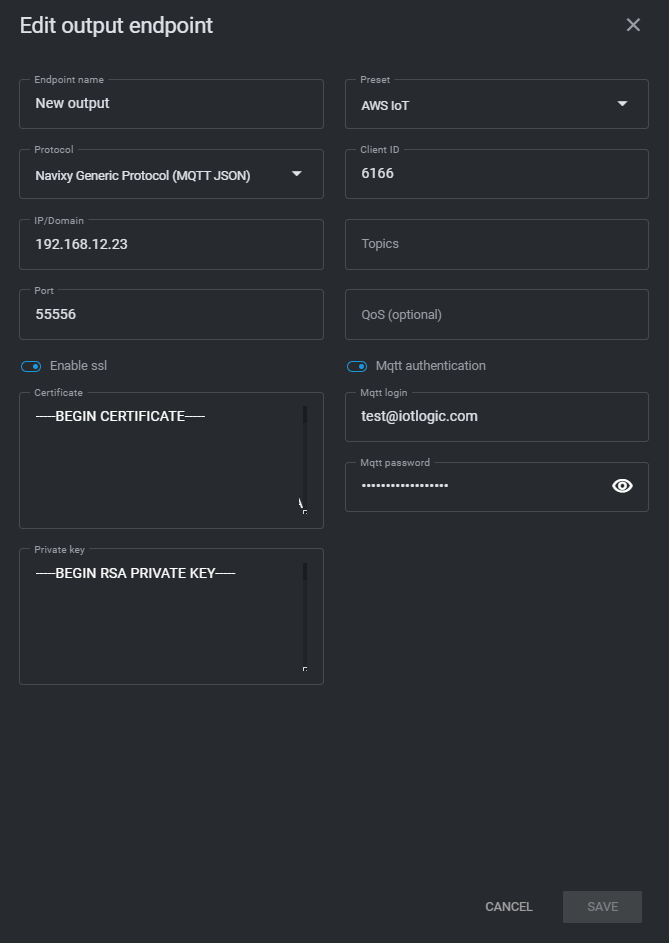 Edit output endpoint
Endpoint name
New output
Preset
AWS IoT
Protocol
Navixy Generic Protocol (MQTT JSON)
Client ID
6166
IP/Domain
192.168.12.23
Topics
Port
55556
QoS (optional)
Enable ssl
Mqtt authentication
Certificate
-----BEGIN CERTIFICATE-----
Mqtt login
test@iotlogic.com
Mqtt password
••••••••••••••••••
Private key
-----BEGIN RSA PRIVATE KEY-----
CANCEL
SAVE